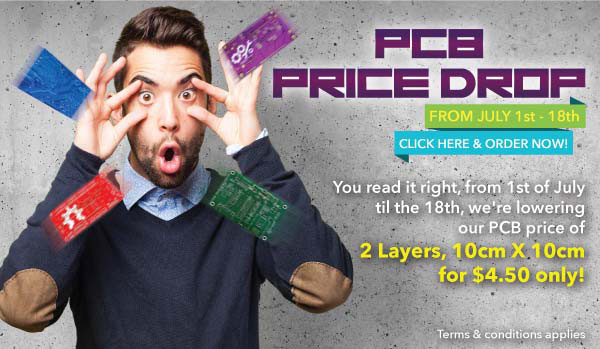 PCB
PRICE DROP
FROM JULY 1st - 18th
CLICK HERE & ORDER NOW!
You read it right, from 1st of July
til the 18th, we're lowering
our PCB price of
2 Layers, 10cm X 10cm
for $4.50 only!
Terms & conditions applies